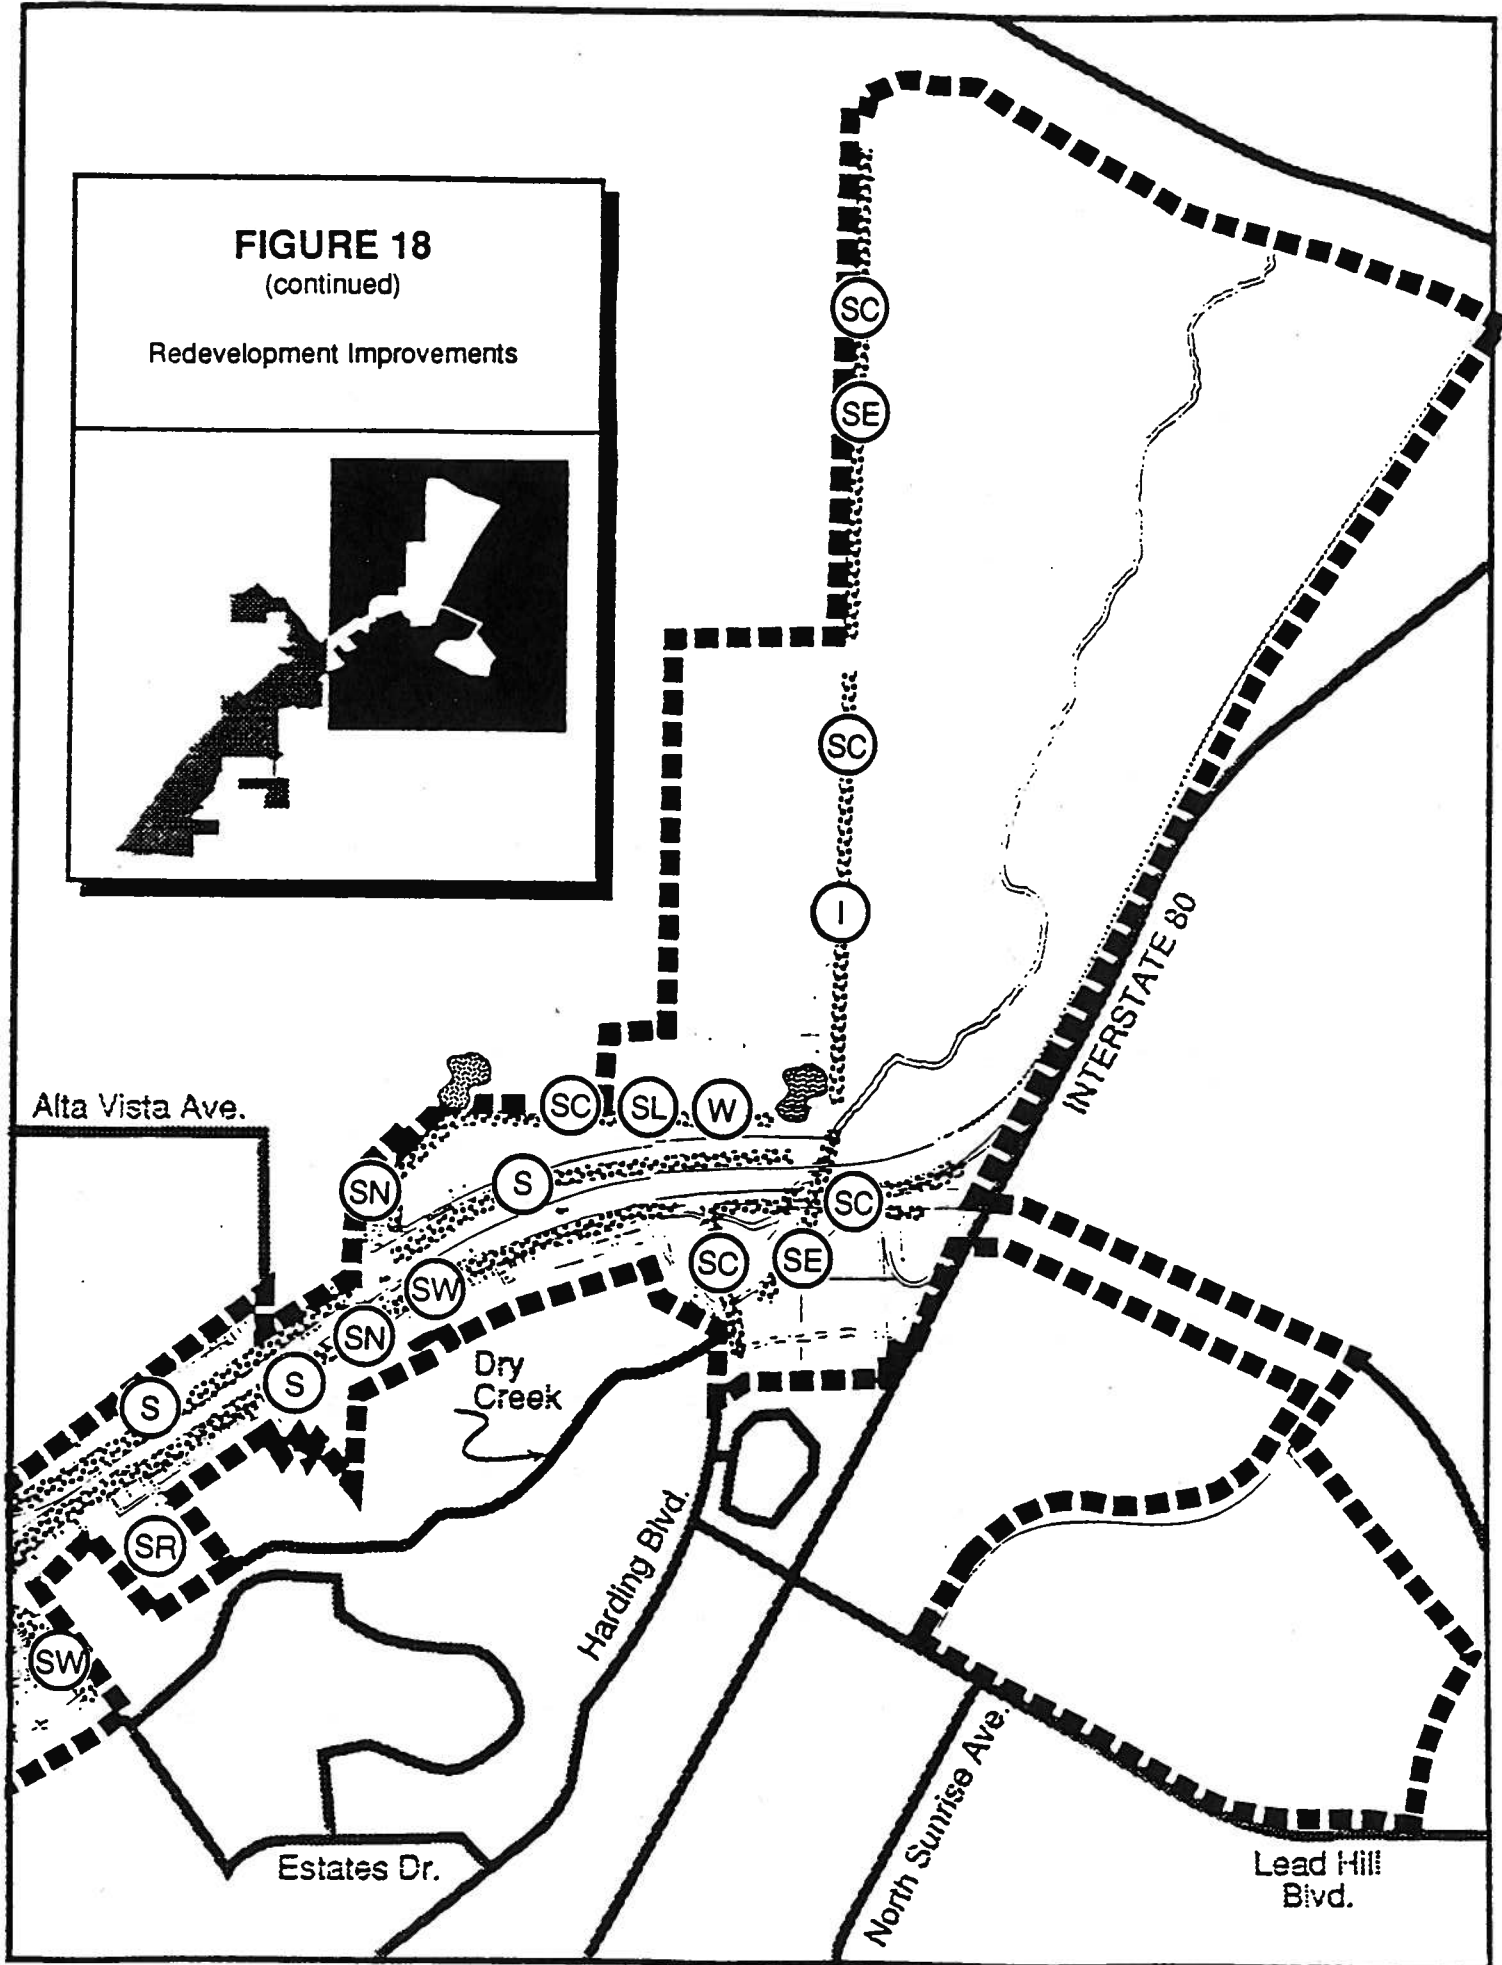 FIGURE 18
(continued)
Redevelopment Improvements
SC
SE
SC
I
INTERSTATE 80
Alta Vista Ave.
SC
SL
W
SN
S
SC
SC
SE
SW
SN
S
S
Dry
Creek
SR
SW
Harding Blvd.
North Sunrise Ave.
Estates Dr.
Lead Hill
Blvd.